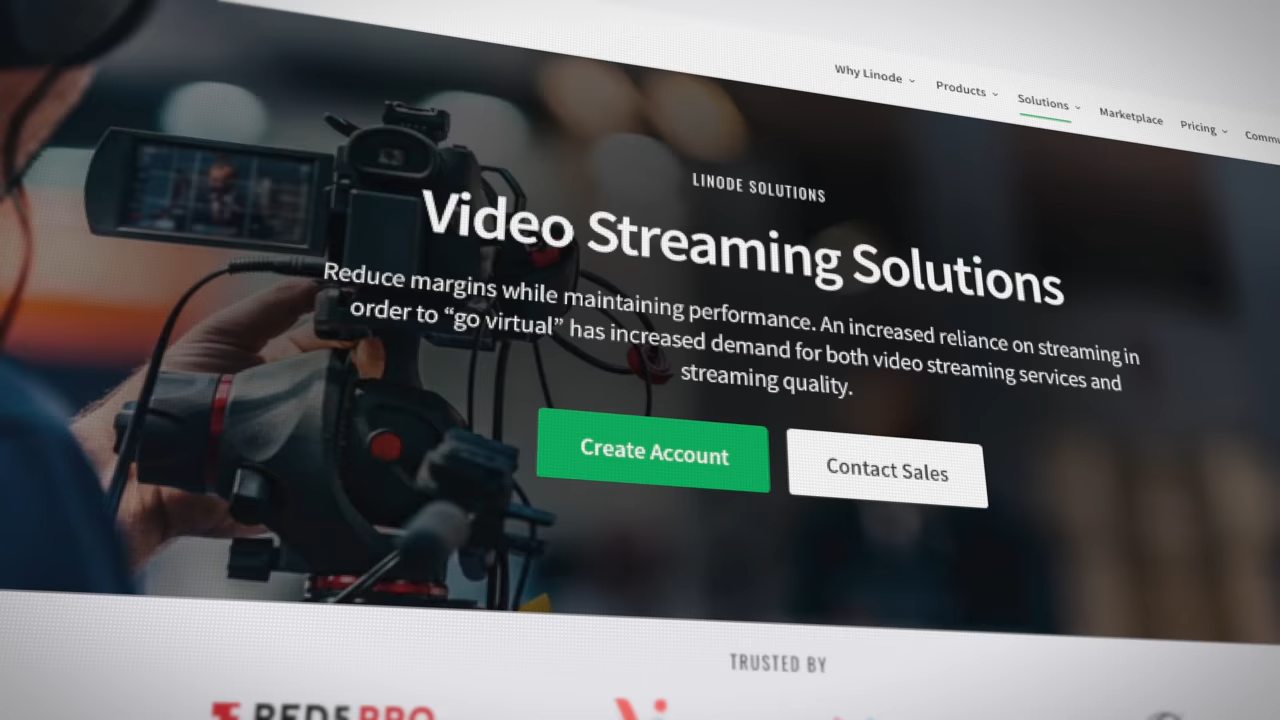 Why Linode
Products
Solutions
Marketplace
Pricing
LINODE SOLUTIONS
Video Streaming Solutions
Reduce margins while maintaining performance. An increased reliance on streaming in
order to “go virtual” has increased demand for both video streaming services and
streaming quality.
Create Account
Contact Sales
TRUSTED BY